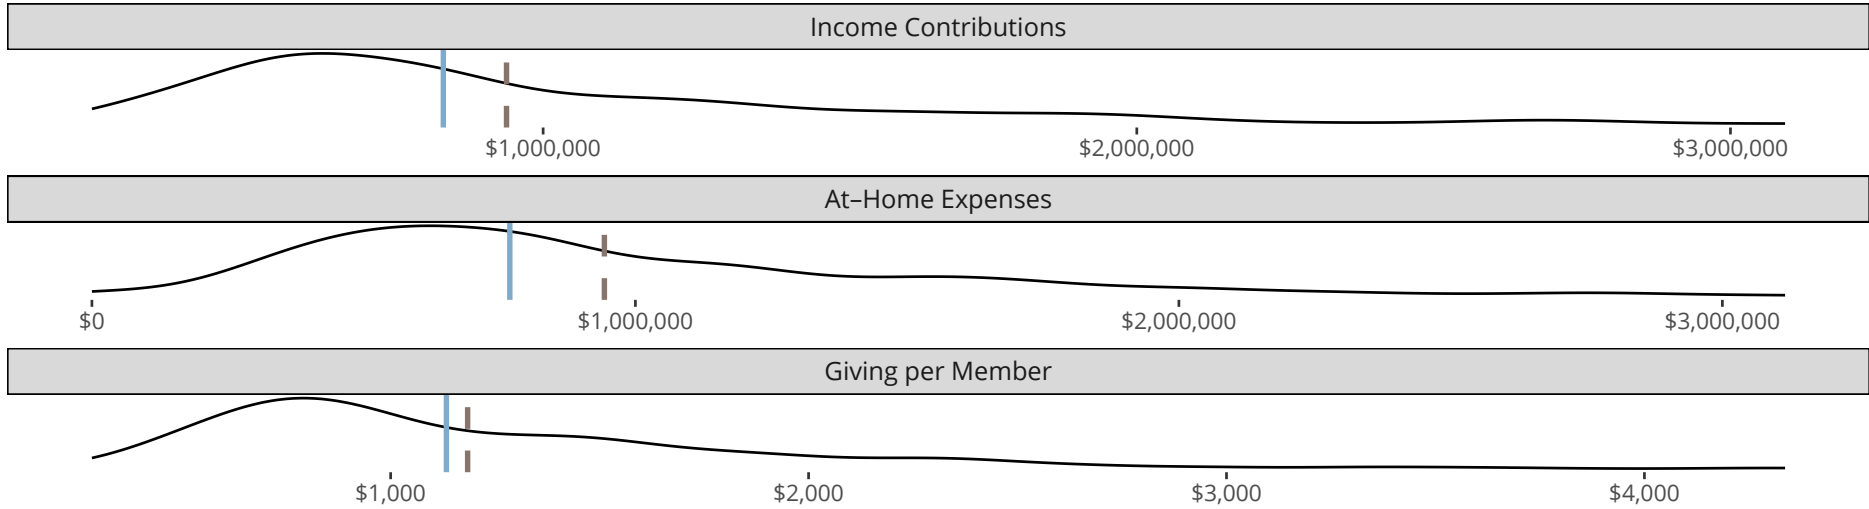 Income Contributions
$1,000,000 $2,000,000 $3,000,000
At–Home Expenses
$0 $1,000,000 $2,000,000 $3,000,000
Giving per Member
$1,000 $2,000 $3,000 $4,000